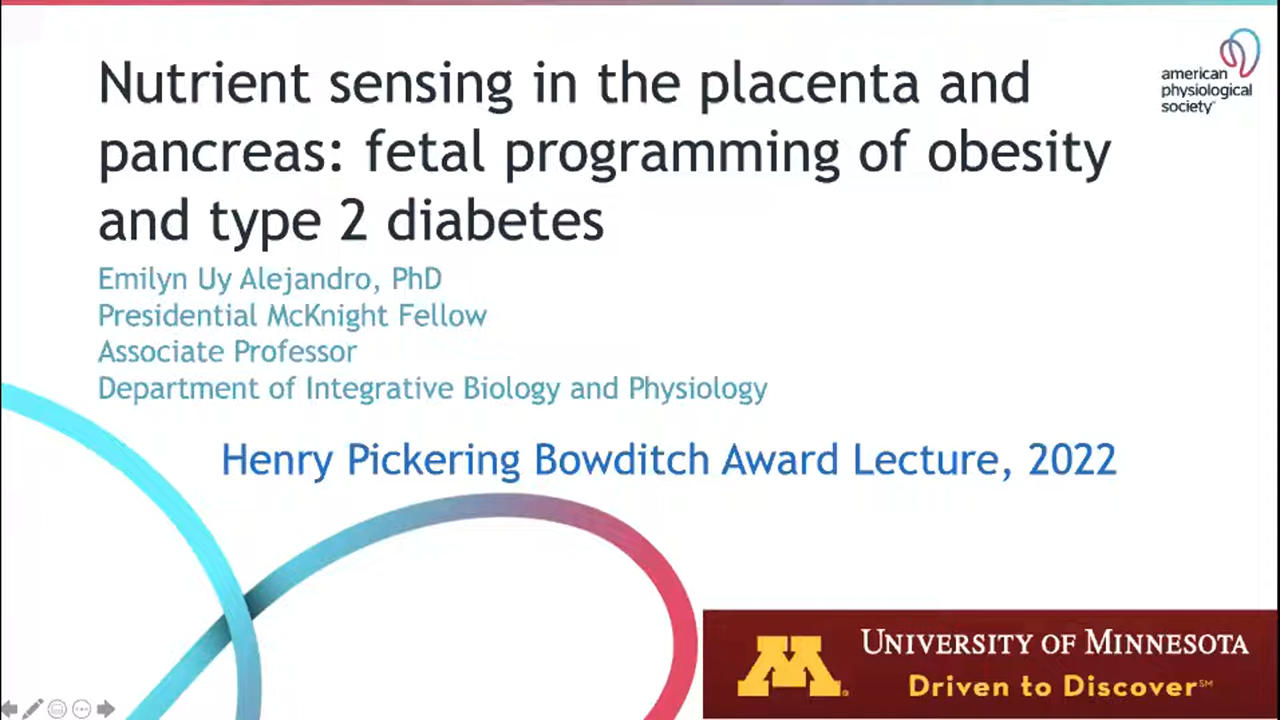 Nutrient sensing in the placenta and
pancreas: fetal programming of obesity
and type 2 diabetes
american
physiological
society
Emilyn Uy Alejandro, PhD
Presidential McKnight Fellow
Associate Professor
Department of Integrative Biology and Physiology
Henry Pickering Bowditch Award Lecture, 2022
M
UNIVERSITY OF MINNESOTA
Driven to Discover℠